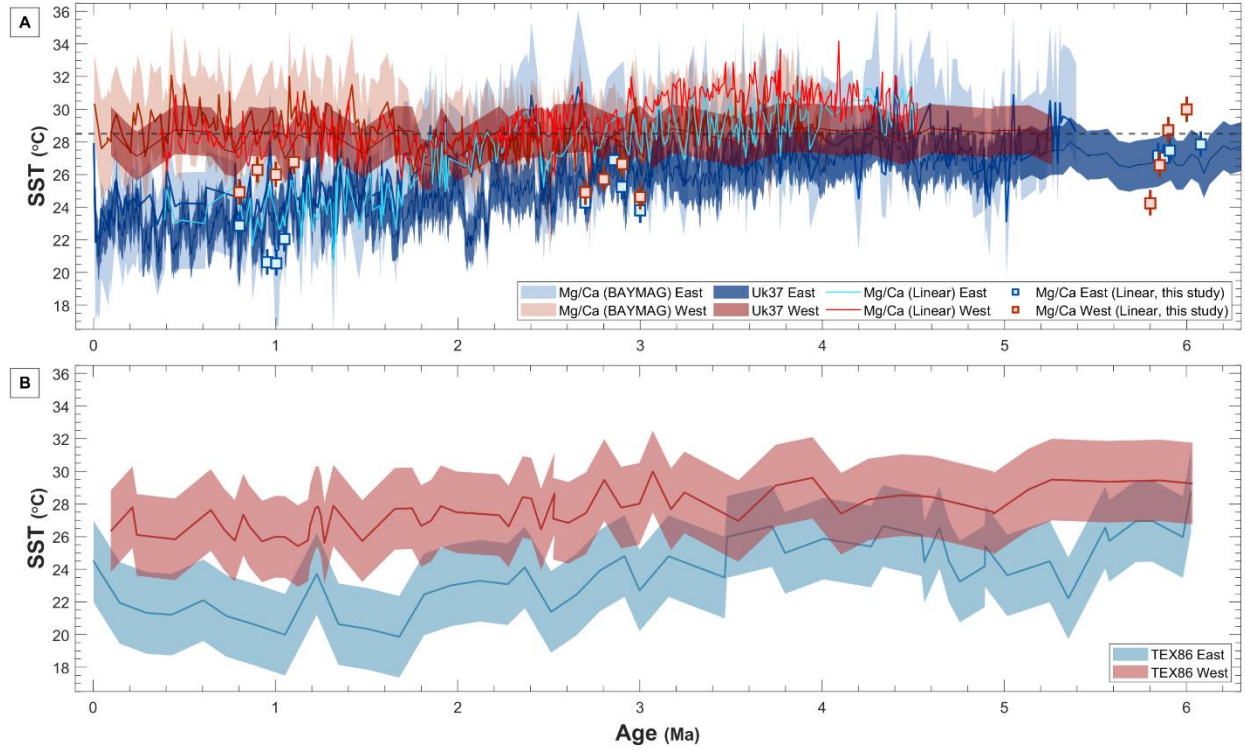 A
SST (°C)
36
34
32
30
28
26
24
22
20
18
Mg/Ca (BAYMAG) East
Uk37 East
Mg/Ca (Linear) East
Mg/Ca East (Linear, this study)
Mg/Ca (BAYMAG) West
Uk37 West
Mg/Ca (Linear) West
Mg/Ca West (Linear, this study)
0 1 2 3 4 5 6
B
SST (°C)
36
34
32
30
28
26
24
22
20
18
TEX86 East
TEX86 West
0 1 2 3 4 5 6
Age (Ma)